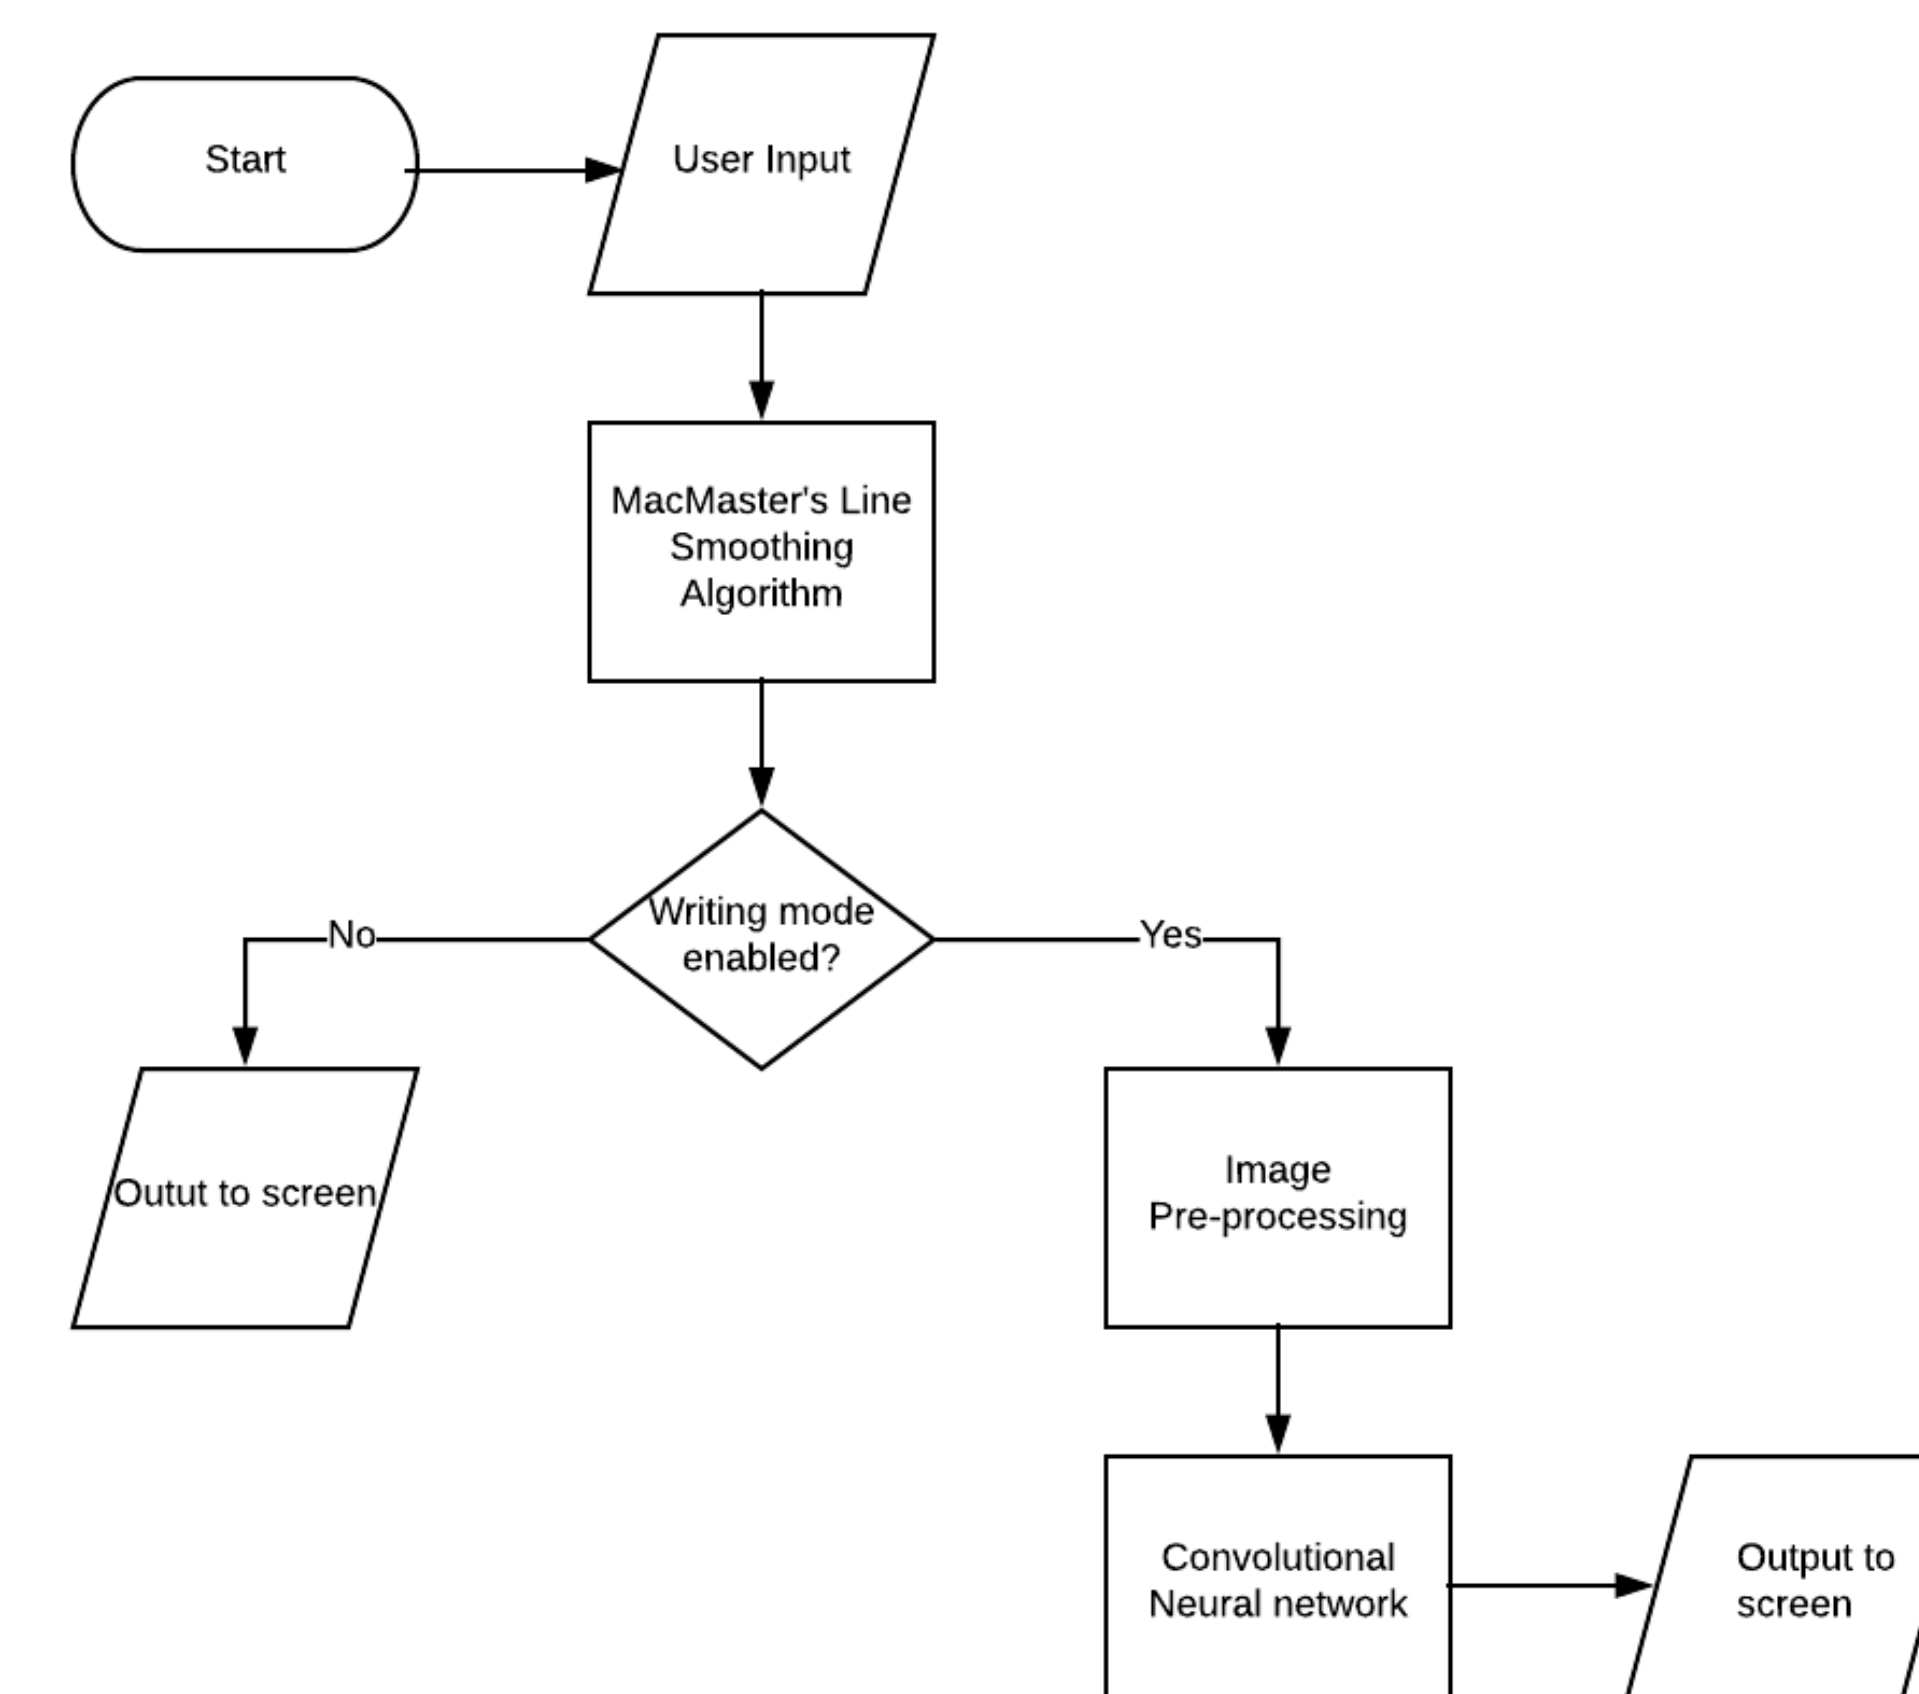 Start
User Input
MacMaster's Line
Smoothing
Algorithm
Writing mode
enabled?
No
Yes
Outut to screen
Image
Pre-processing
Convolutional
Neural network
Output to
screen